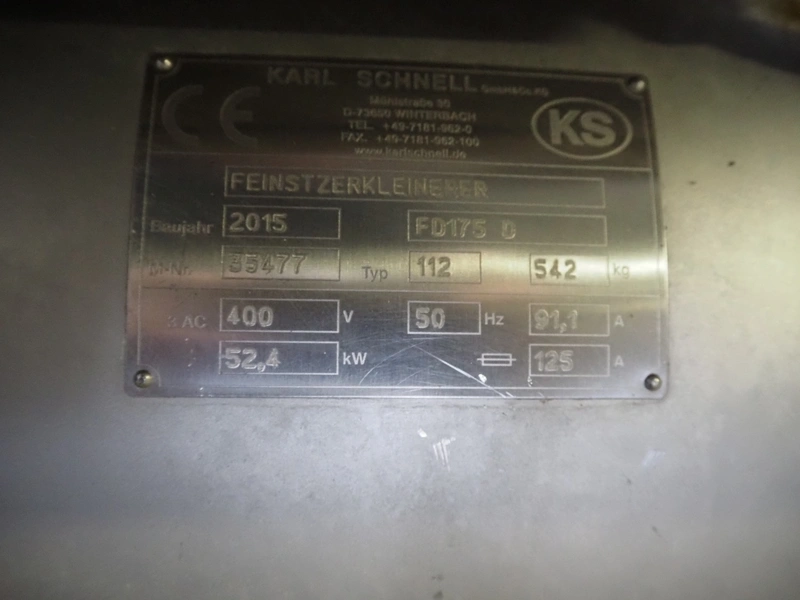 KARL SCHNELL GmbH&Co.KG
CE
Mühlstraße 30
D-73650 WINTERBACH
TEL. +49-7181-962-0
FAX. +49-7181-962-100
www.karlschnell.de
KS
FEINSTZERKLEINERER
Baujahr 2015 FD175 D
35477 Typ 112 542 kg
3 AC 400 V 50 Hz 91,1 A
52,4 kW 125 A